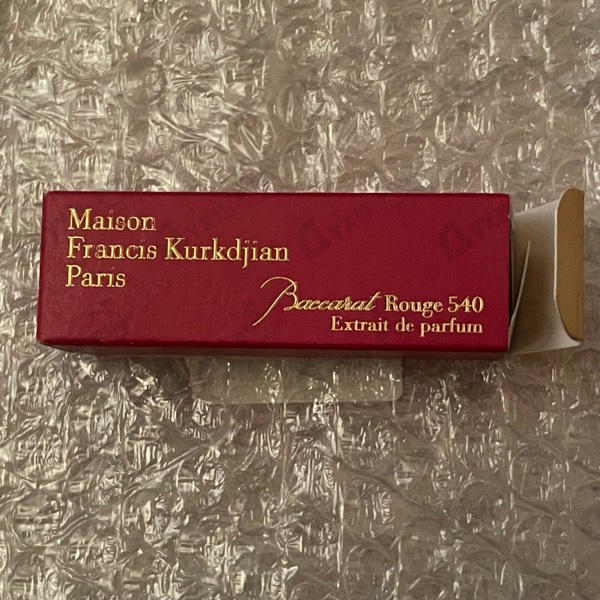 Maison
Francis Kurkdjian
Paris
Baccarat Rouge 540
Extrait de parfum